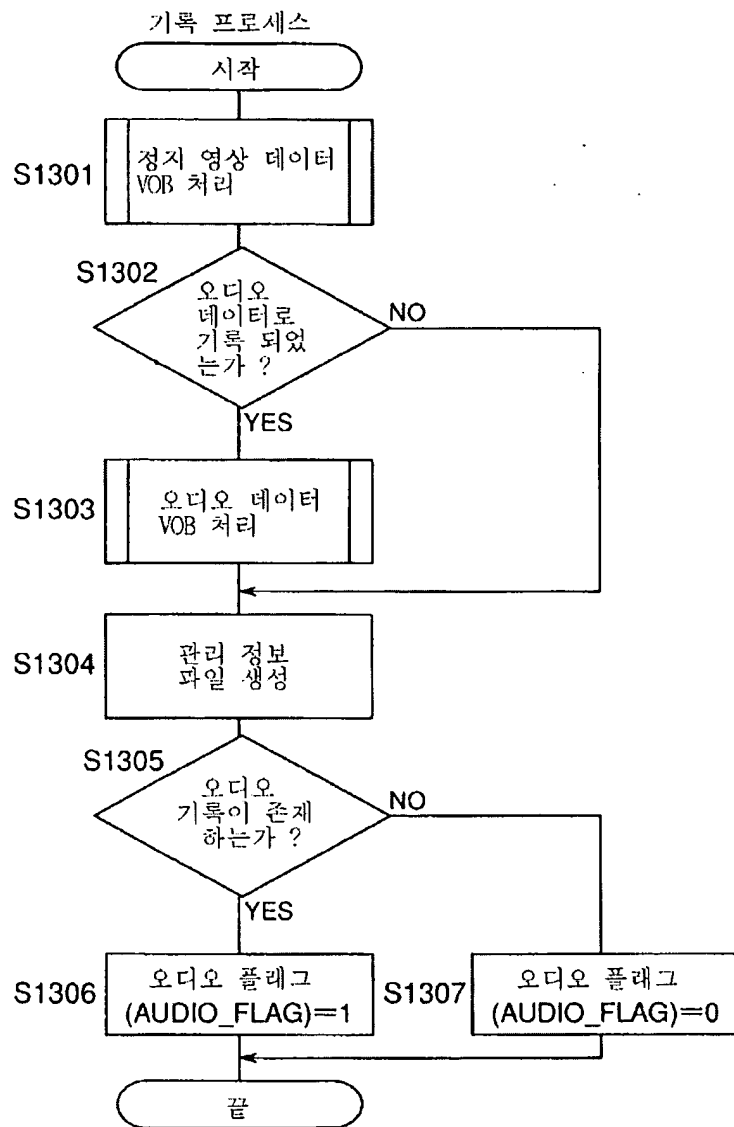 기록 프로세스
시작
S1301
정지 영상 데이터
VOB 처리
S1302
오디오
데이터로
기록 되었
는가 ?
NO
YES
S1303
오디오 데이터
VOB 처리
S1304
관리 정보
파일 생성
S1305
오디오
기록이 존재
하는가 ?
NO
YES
S1306
오디오 플래그
(AUDIO_FLAG)=1
S1307
오디오 플래그
(AUDIO_FLAG)=0
끝